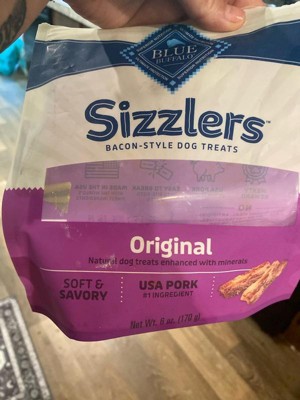 BLUE
BUFFALO
Sizzlers™
BACON-STYLE DOG TREATS
Original
Natural dog treats enhanced with minerals
SOFT &
SAVORY
USA PORK
#1 INGREDIENT
Net Wt. 6 oz. (170 g)